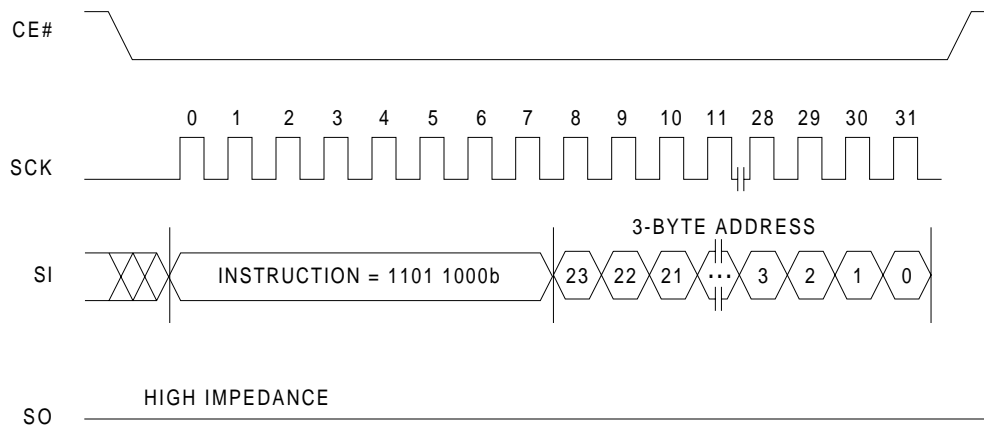 CE#
0 1 2 3 4 5 6 7 8 9 10 11 28 29 30 31
SCK
3-BYTE ADDRESS
SI INSTRUCTION = 1101 1000b 23 22 21 ... 3 2 1 0
HIGH IMPEDANCE
SO